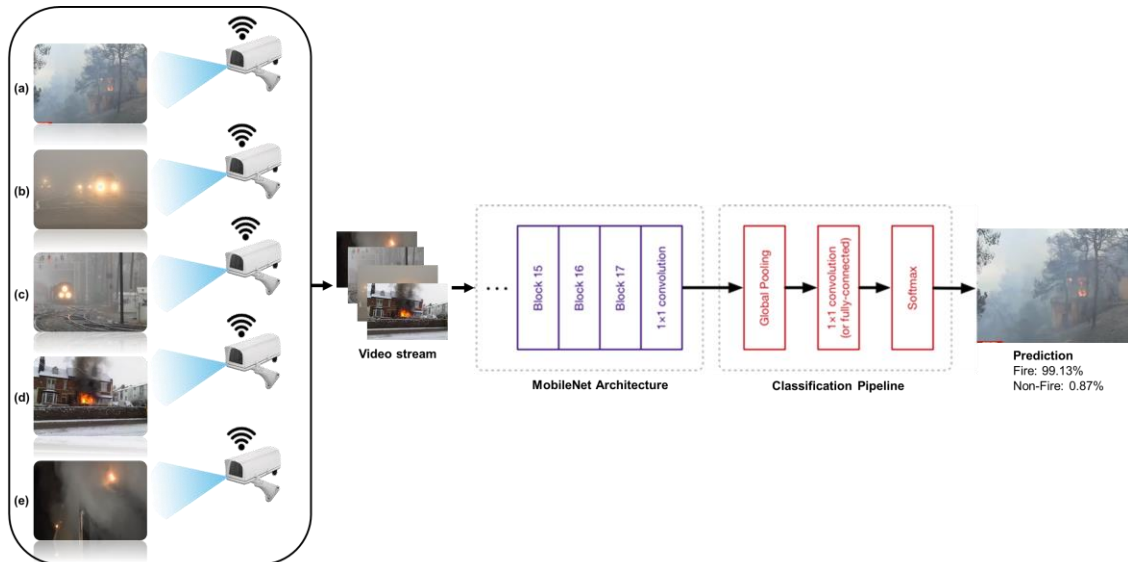 (a)
(b)
(c)
(d)
(e)
Video stream
...
Block 15
Block 16
Block 17
1×1 convolution
MobileNet Architecture
Global Pooling
1×1 convolution
(or fully-connected)
Softmax
Classification Pipeline
Prediction
Fire: 99.13%
Non-Fire: 0.87%